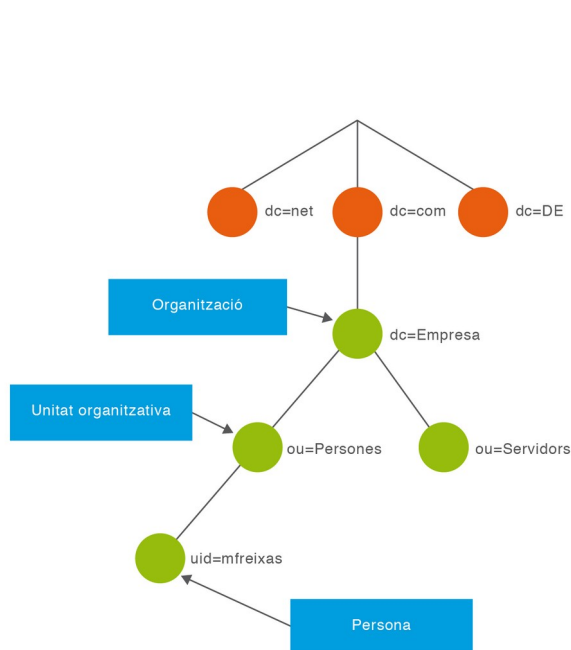 dc=net
dc=com
dc=DE
Organització
dc=Empresa
Unitat organitzativa
ou=Persones
ou=Servidors
uid=mfreixas
Persona